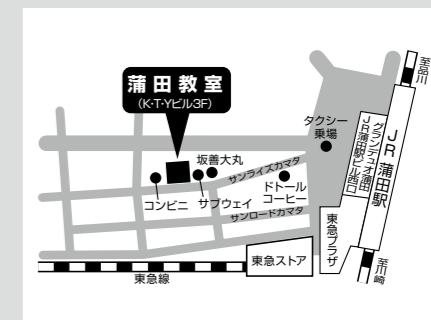 蒲田教室
(K・T・Yビル3F)
至品川
タクシー
乗場
JR蒲田駅
グランデュオ蒲田
JR蒲田駅ビル西口
坂善大丸
サンライズカマタ
コンビニ
サブウェイ
ドトール
コーヒー
サンロードカマタ
東急プラザ
東急ストア
至川崎
東急線